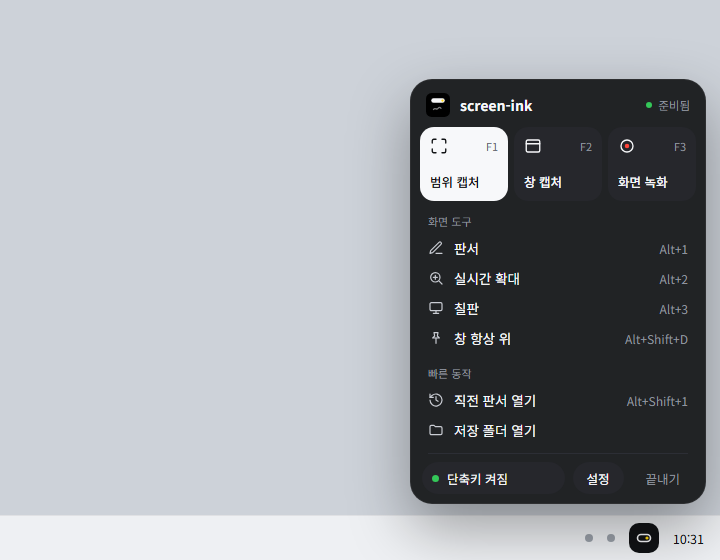 screen-ink
준비됨
F1
F2
F3
범위 캡처
창 캡처
화면 녹화
화면 도구
판서 Alt+1
실시간 확대 Alt+2
칠판 Alt+3
창 항상 위 Alt+Shift+D
빠른 동작
직전 판서 열기 Alt+Shift+1
저장 폴더 열기
단축키 켜짐
설정
끝내기
10:31